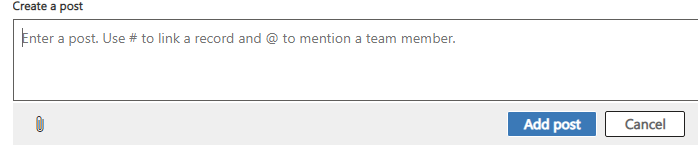 Create a post
Enter a post. Use # to link a record and @ to mention a team member.
Add post
Cancel